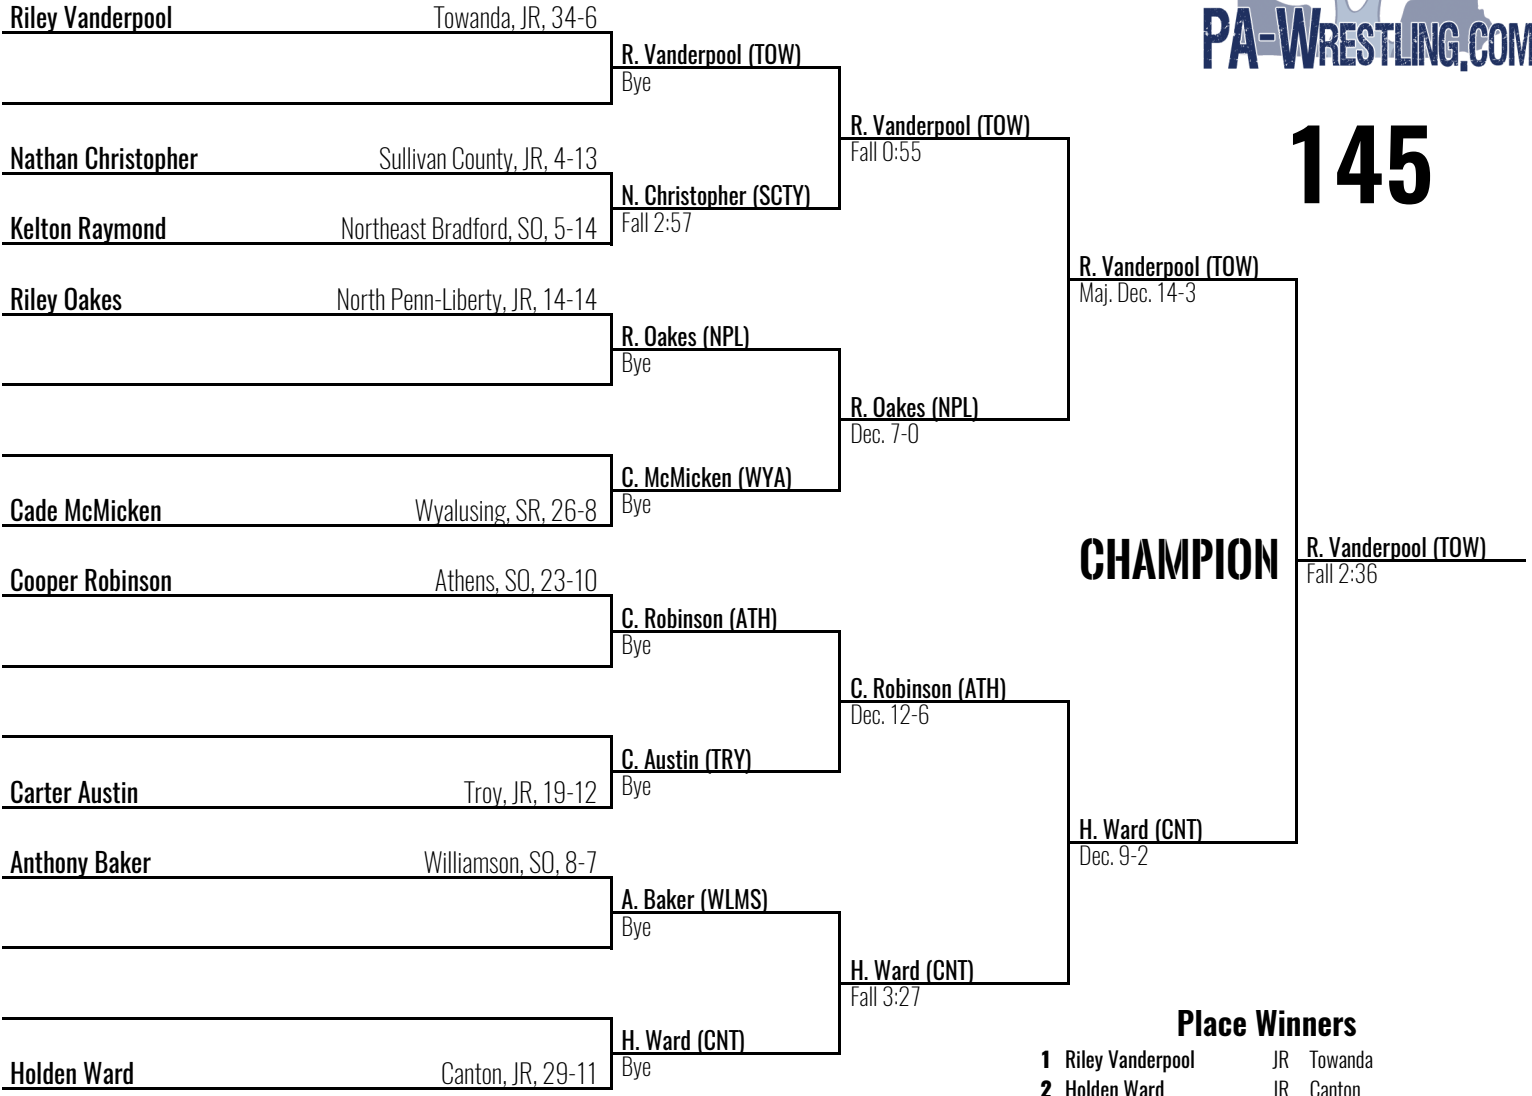 Riley Vanderpool Towanda, JR, 34-6
R. Vanderpool (TOW)
Bye
PA-WRESTLING.COM
R. Vanderpool (TOW)
Fall 0:55
145
Nathan Christopher Sullivan County, JR, 4-13
N. Christopher (SCTY)
Fall 2:57
Kelton Raymond Northeast Bradford, SO, 5-14
R. Vanderpool (TOW)
Maj. Dec. 14-3
Riley Oakes North Penn-Liberty, JR, 14-14
R. Oakes (NPL)
Bye
R. Oakes (NPL)
Dec. 7-0
C. McMicken (WYA)
Bye
Cade McMicken Wyalusing, SR, 26-8
CHAMPION
R. Vanderpool (TOW)
Fall 2:36
Cooper Robinson Athens, SO, 23-10
C. Robinson (ATH)
Bye
C. Robinson (ATH)
Dec. 12-6
C. Austin (TRY)
Bye
Carter Austin Troy, JR, 19-12
H. Ward (CNT)
Dec. 9-2
Anthony Baker Williamson, SO, 8-7
A. Baker (WLMS)
Bye
H. Ward (CNT)
Fall 3:27
H. Ward (CNT)
Bye
Holden Ward Canton, JR, 29-11
Place Winners
1 Riley Vanderpool JR Towanda
2 Holden Ward JR Canton